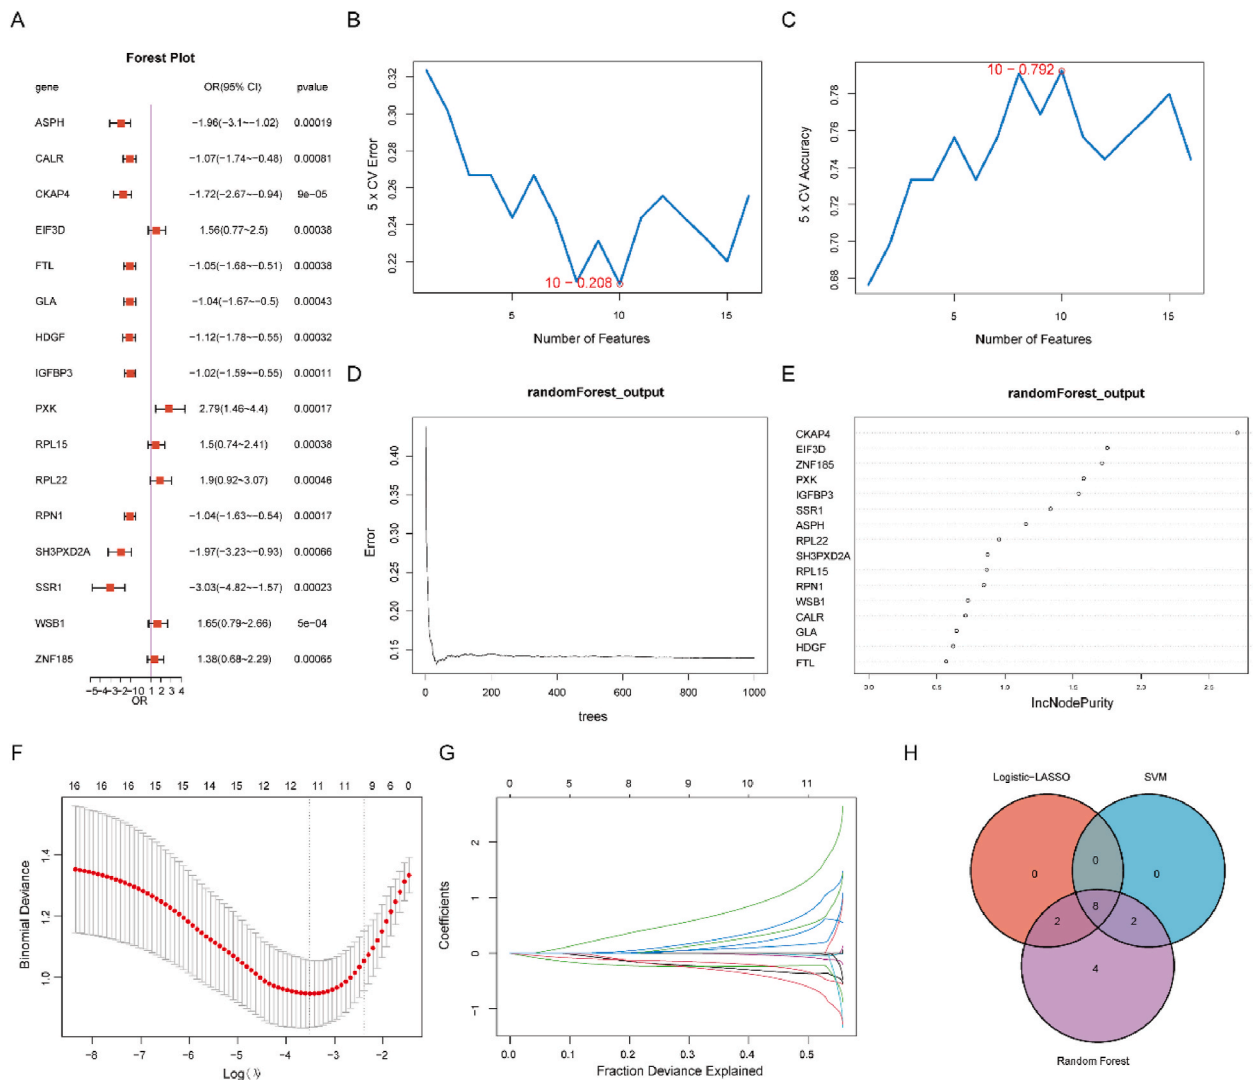 A
Forest Plot
gene OR(95% CI) pvalue
ASPH −1.96(−3.1~−1.02) 0.00019
CALR −1.07(−1.74~−0.48) 0.00081
CKAP4 −1.72(−2.67~−0.94) 9e−05
EIF3D 1.56(0.77~2.5) 0.00038
FTL −1.05(−1.68~−0.51) 0.00038
GLA −1.04(−1.67~−0.5) 0.00043
HDGF −1.12(−1.78~−0.55) 0.00032
IGFBP3 −1.02(−1.59~−0.55) 0.00011
PXK 2.79(1.46~4.4) 0.00017
RPL15 1.5(0.74~2.41) 0.00038
RPL22 1.9(0.92~3.07) 0.00046
RPN1 −1.04(−1.63~−0.54) 0.00017
SH3PXD2A −1.97(−3.23~−0.93) 0.00066
SSR1 −3.03(−4.82~−1.57) 0.00023
WSB1 1.65(0.79~2.66) 5e−04
ZNF185 1.38(0.68~2.29) 0.00065
−5−4−3−2−10 1 2 3 4
OR
B
5 x CV Error
0.32
0.30
0.26
0.24
0.22
10 − 0.208
5 10 15
Number of Features
C
5 x CV Accuracy
0.78
0.76
0.74
0.72
0.70
0.68
10 − 0.792
5 10 15
Number of Features
D
randomForest_output
Error
0.40
0.35
0.30
0.25
0.20
0.15
0 200 400 600 800 1000
trees
E
randomForest_output
CKAP4
EIF3D
ZNF185
PXK
IGFBP3
SSR1
ASPH
RPL22
SH3PXD2A
RPL15
RPN1
WSB1
CALR
GLA
HDGF
FTL
0.0 0.5 1.0 1.5 2.0 2.5
IncNodePurity
F
16 16 16 15 14 15 12 12 11 11 9 6 0
Binomial Deviance
1.4
1.2
1.0
−8 −7 −6 −5 −4 −3 −2
Log(λ)
G
0 5 8 9 10 11
Coefficients
2
1
0
−1
0.0 0.1 0.2 0.3 0.4 0.5
Fraction Deviance Explained
H
Logistic−LASSO SVM
0
0 0
8
2 2
4
Random Forest